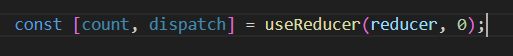 const [count, dispatch] = useReducer(reducer, 0);